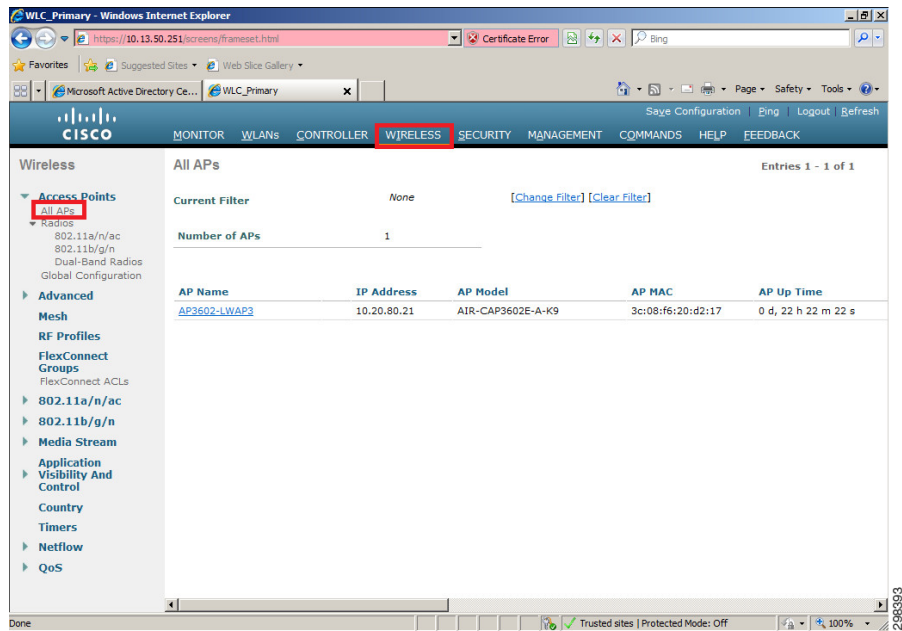 WLC_Primary - Windows Internet Explorer
https://10.13.50.251/screens/frameset.html
Certificate Error
Bing
Favorites
Suggested Sites
Web Slice Gallery
Microsoft Active Directory Ce...
WLC_Primary
Page
Safety
Tools
Save Configuration | Ping | Logout | Refresh
CISCO
MONITOR WLANs CONTROLLER WIRELESS SECURITY MANAGEMENT COMMANDS HELP FEEDBACK
Wireless
Access Points
All APs
Radios
802.11a/n/ac
802.11b/g/n
Dual-Band Radios
Global Configuration
Advanced
Mesh
RF Profiles
FlexConnect
Groups
FlexConnect ACLs
802.11a/n/ac
802.11b/g/n
Media Stream
Application
Visibility And
Control
Country
Timers
Netflow
QoS
All APs
Entries 1 - 1 of 1
Current Filter None [Change Filter] [Clear Filter]
Number of APs 1
AP Name IP Address AP Model AP MAC AP Up Time
AP3602-LWAP3 10.20.80.21 AIR-CAP3602E-A-K9 3c:08:f6:20:d2:17 0 d, 22 h 22 m 22 s
Done
Trusted sites | Protected Mode: Off
100%
298393